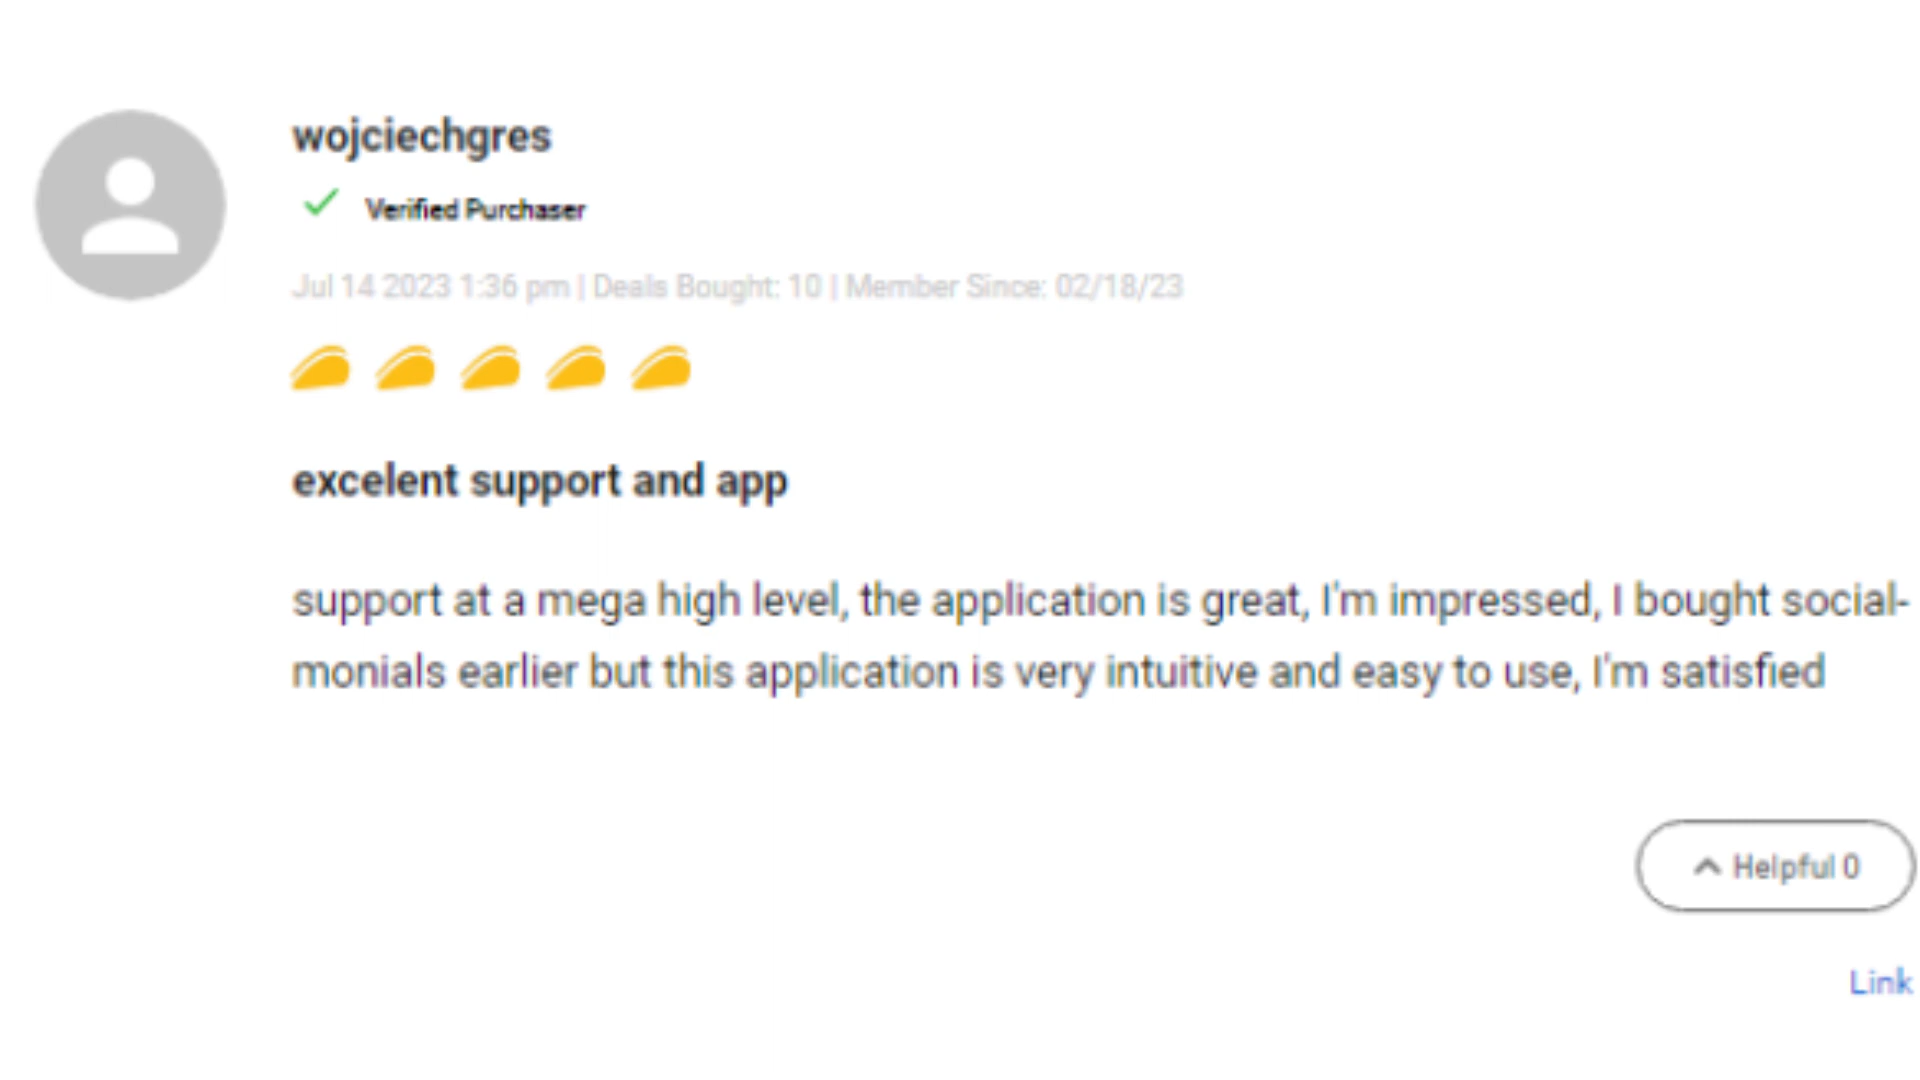 wojciechgres
Verified Purchaser
Jul 14 2023 1:36 pm | Deals Bought: 10 | Member Since: 02/18/23
excelent support and app
support at a mega high level, the application is great, I'm impressed, I bought social-
monials earlier but this application is very intuitive and easy to use, I'm satisfied
Helpful 0
Link